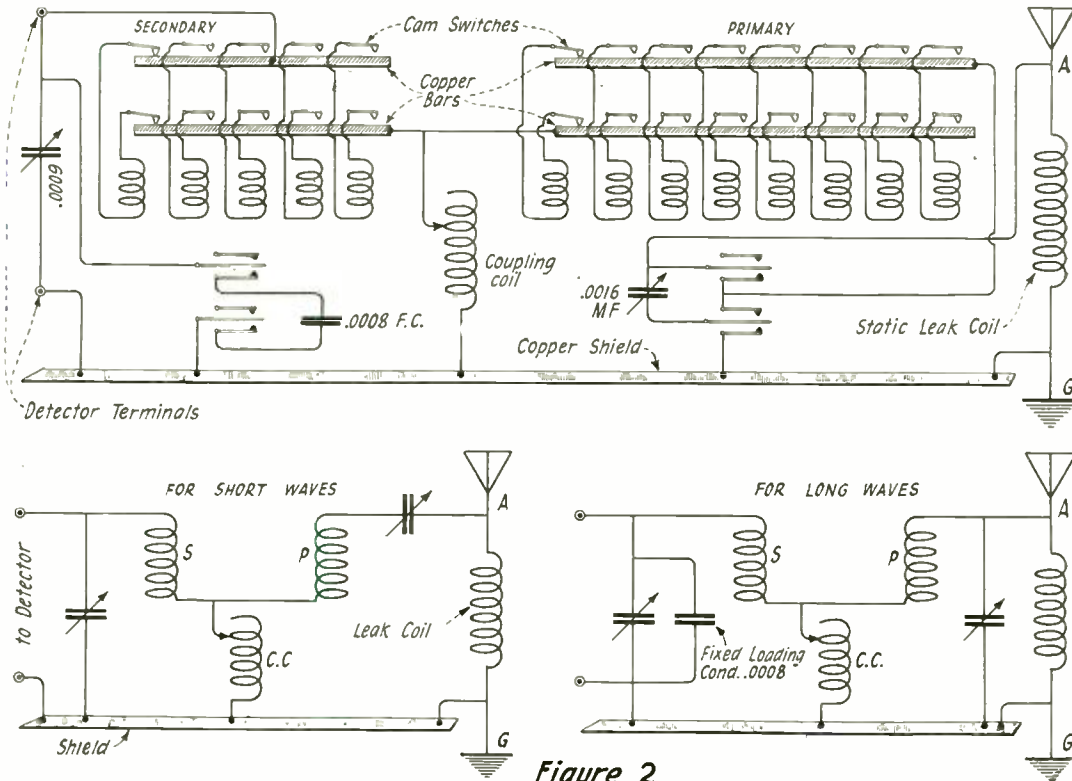 SECONDARY
Cam Switches
PRIMARY
A
Copper
Bars
.0009
Coupling
coil
.0016
MF
.0008 F.C.
Static Leak Coil
Copper Shield
G
Detector Terminals
FOR SHORT WAVES
A
S
P
to Detector
Leak Coil
C.C
Shield
G
FOR LONG WAVES
A
S
P
Fixed Loading
Cond..0008
C.C.
G
Figure 2